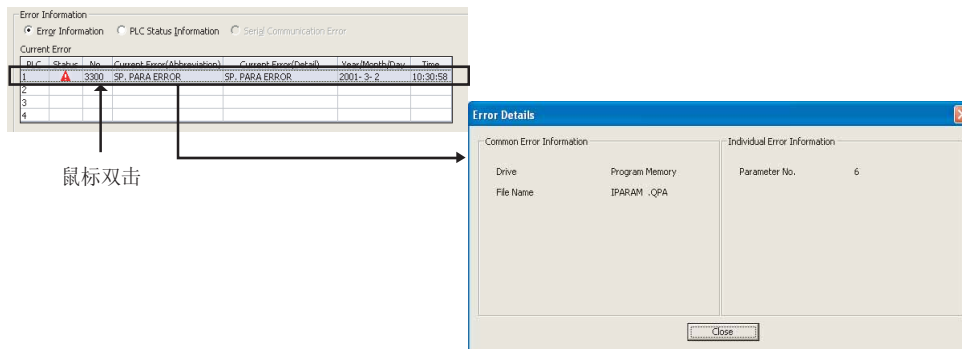 Error Information
Error Information PLC Status Information Serial Communication Error
Current Error
PLC Status No. Current Error(Abbreviation) Current Error(Detail) Year/Month/Day Time
1 3300 SP. PARA ERROR SP. PARA ERROR 2001- 3- 2 10:30:58
2
3
4
鼠标双击
Error Details
Common Error Information Individual Error Information
Drive Program Memory Parameter No. 6
File Name IPARAM .QPA
Close